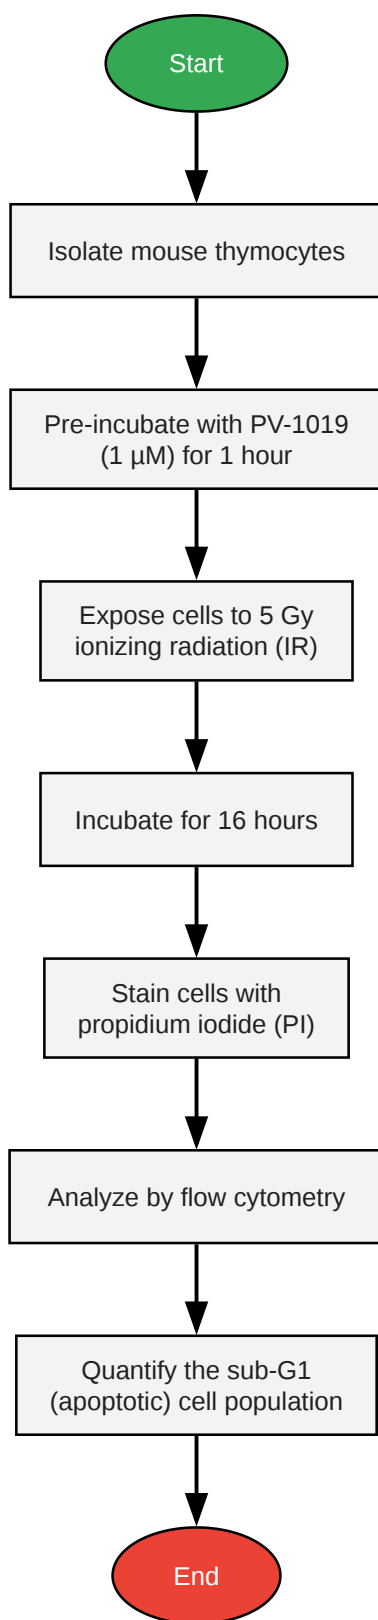 Start
Isolate mouse thymocytes
Pre-incubate with PV-1019
(1 µM) for 1 hour
Expose cells to 5 Gy
ionizing radiation (IR)
Incubate for 16 hours
Stain cells with
propidium iodide (PI)
Analyze by flow cytometry
Quantify the sub-G1
(apoptotic) cell population
End